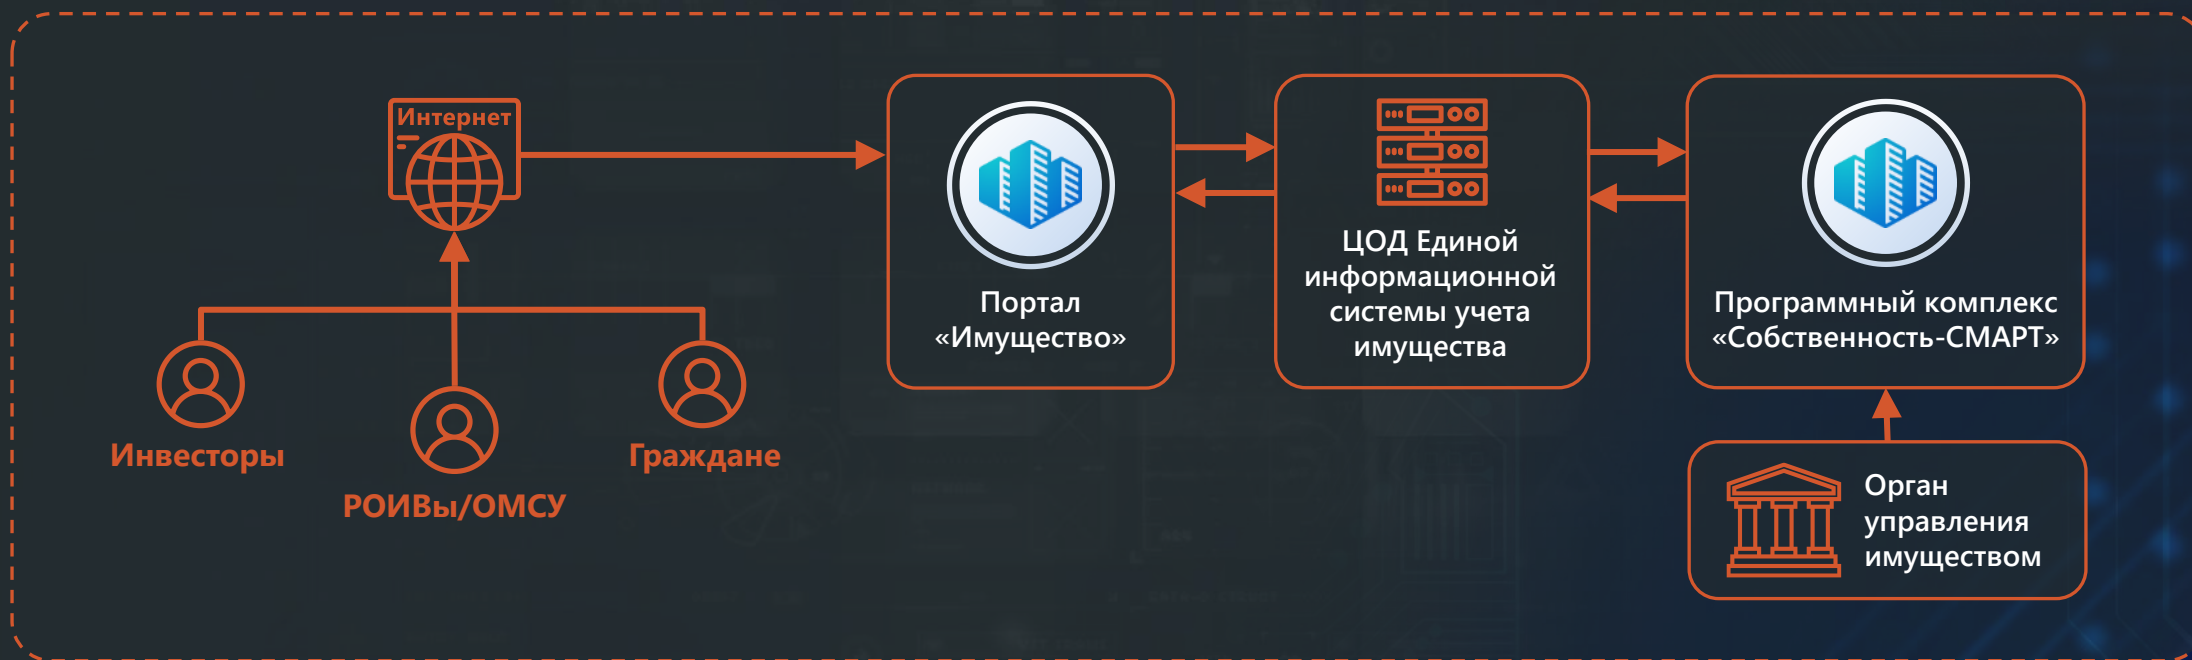 Интернет
Инвесторы
РОИВы/ОМСУ
Граждане
Портал
«Имущество»
ЦОД Единой
информационной
системы учета
имущества
Программный комплекс
«Собственность-СМАРТ»
Орган
управления
имуществом